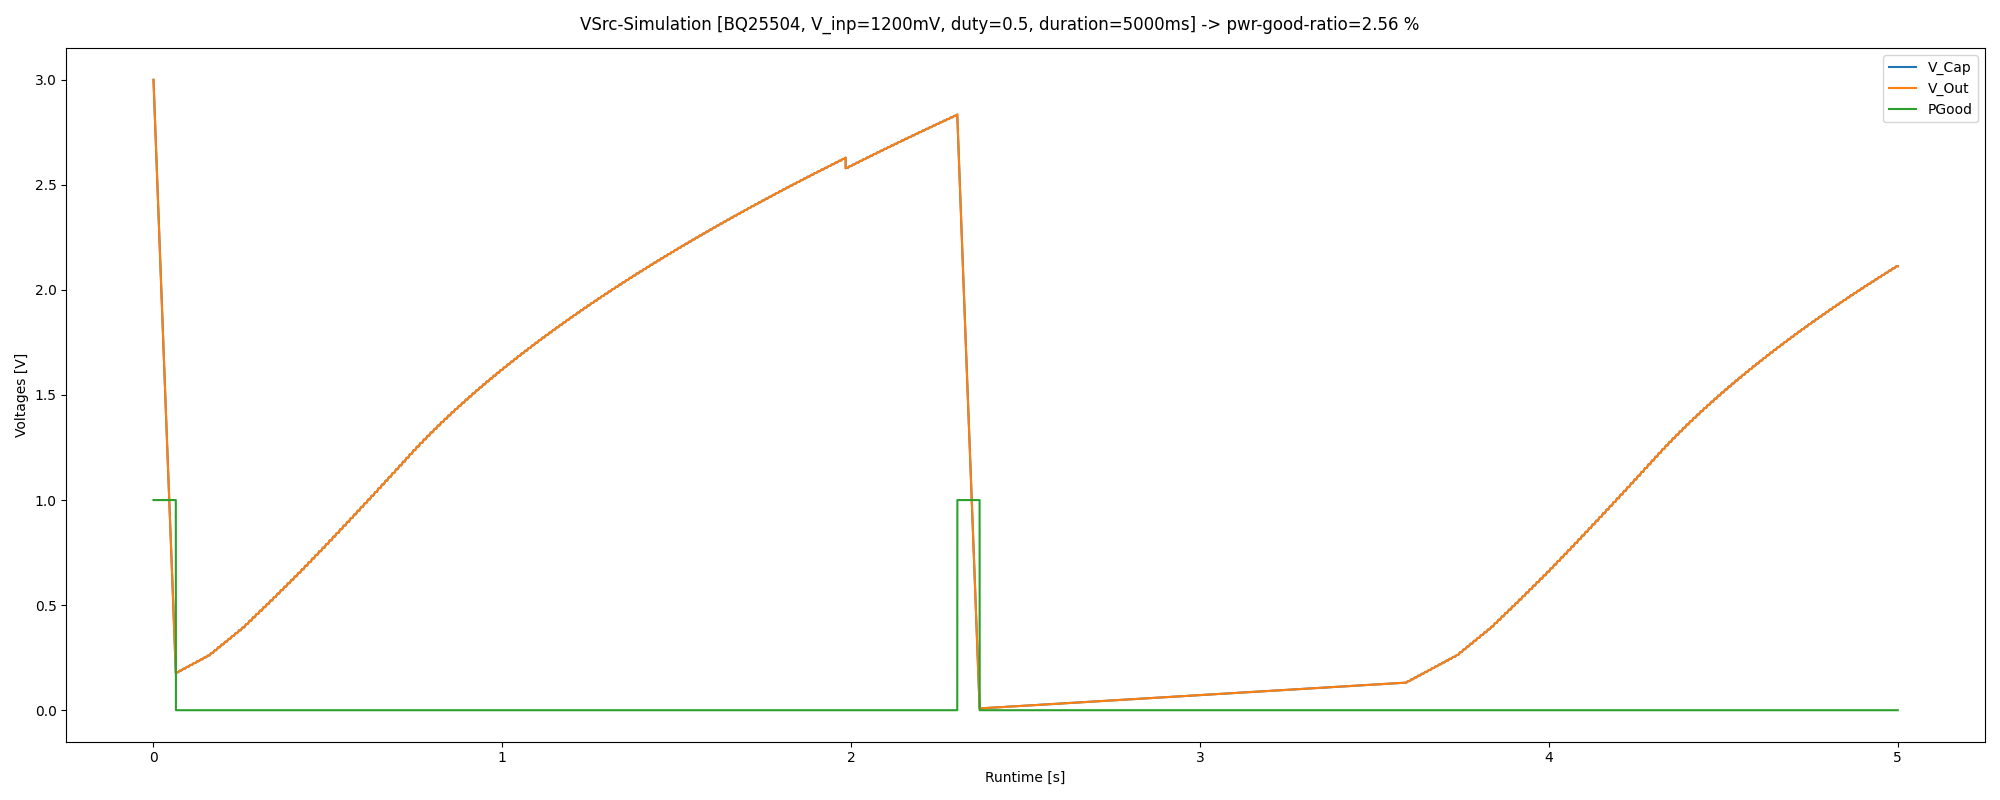 VSrc-Simulation [BQ25504, V_inp=1200mV, duty=0.5, duration=5000ms] -> pwr-good-ratio=2.56 %
V_Cap
V_Out
PGood
Voltages [V]
3.0
2.5
2.0
1.5
1.0
0.5
0.0
0 1 2 3 4 5
Runtime [s]